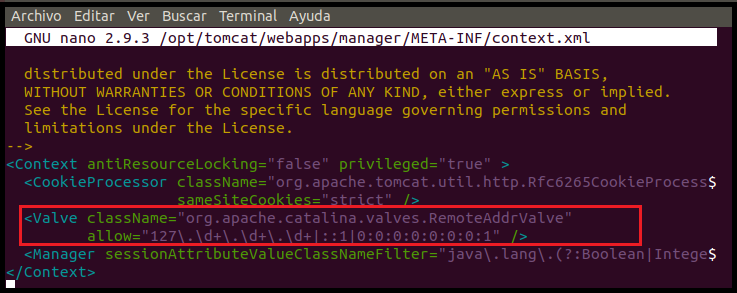 Archivo Editar Ver Buscar Terminal Ayuda
GNU nano 2.9.3 /opt/tomcat/webapps/manager/META-INF/context.xml
distributed under the License is distributed on an "AS IS" BASIS,
WITHOUT WARRANTIES OR CONDITIONS OF ANY KIND, either express or implied.
See the License for the specific language governing permissions and
limitations under the License.
-->
<Context antiResourceLocking="false" privileged="true" >
<CookieProcessor className="org.apache.tomcat.util.http.Rfc6265CookieProcess$
sameSiteCookies="strict" />
<Valve className="org.apache.catalina.valves.RemoteAddrValve"
allow="127\.\d+\.\d+\.\d+|::1|0:0:0:0:0:0:0:1" />
<Manager sessionAttributeValueClassNameFilter="java\.lang\.(?:Boolean|Intege$
</Context>